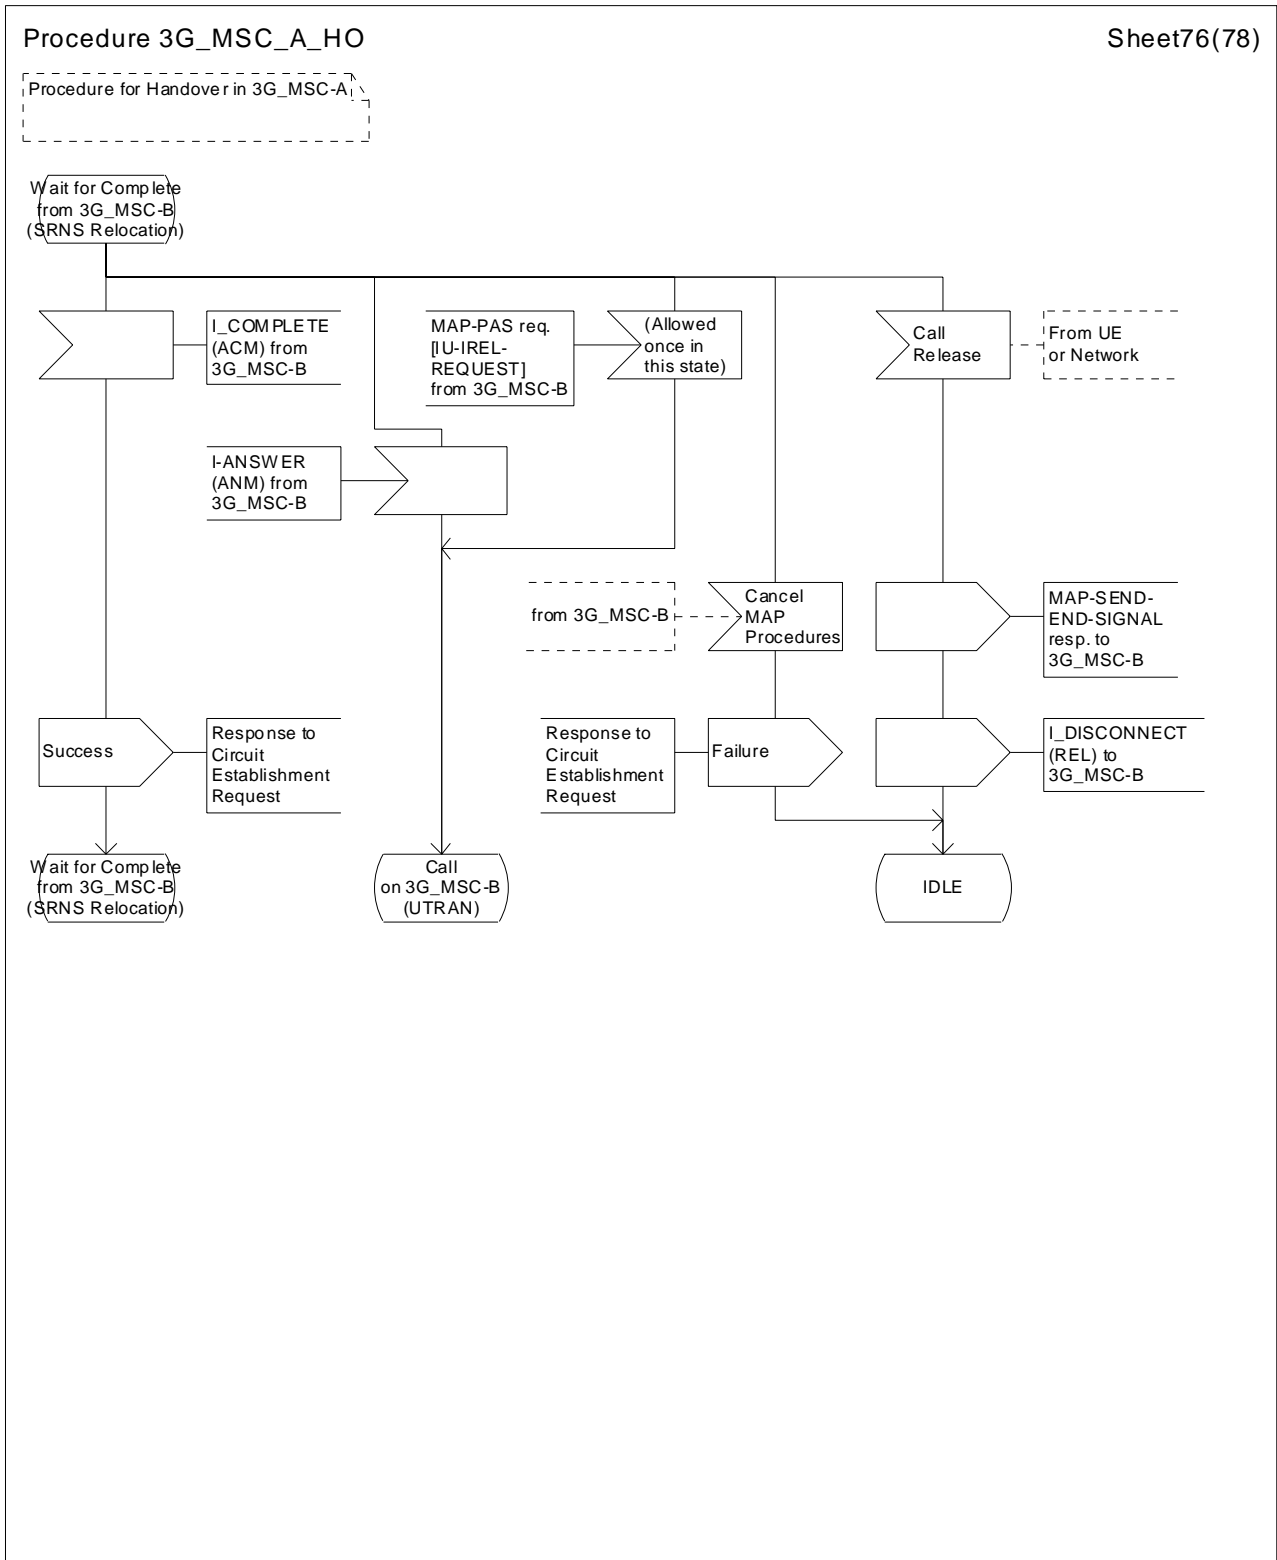 Procedure 3G_MSC_A_HO
Sheet76(78)
Procedure for Handover in 3G_MSC-A
Wait for Complete
from 3G_MSC-B
(SRNS Relocation)
I_COMPLETE
(ACM) from
3G_MSC-B
MAP-PAS req.
[IU-IREL-
REQUEST]
from 3G_MSC-B
(Allowed
once in
this state)
Call
Release
From UE
or Network
I-ANSWER
(ANM) from
3G_MSC-B
from 3G_MSC-B
Cancel
MAP
Procedures
MAP-SEND-
END-SIGNAL
resp. to
3G_MSC-B
Success
Response to
Circuit
Establishment
Request
Response to
Circuit
Establishment
Request
Failure
I_DISCONNECT
(REL) to
3G_MSC-B
Wait for Complete
from 3G_MSC-B
(SRNS Relocation)
Call
on 3G_MSC-B
(UTRAN)
IDLE